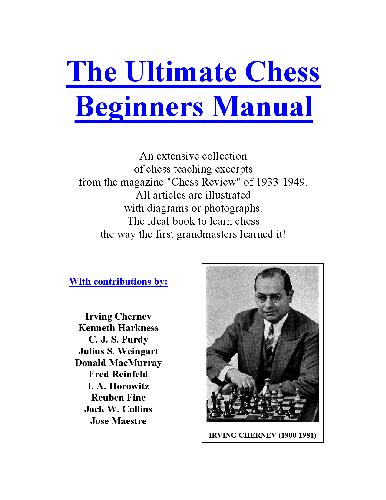 The Ultimate Chess
Beginners Manual
An extensive collection
of chess teaching excerpts
from the magazine "Chess Review" of 1933-1949.
All articles are illustrated
with diagrams or photographs.
The ideal book to learn chess
the way the first grandmasters learned it!
With contributions by:
Irving Chernev
Kenneth Harkness
C. J. S. Purdy
Julius S. Weingart
Donald MacMurray
Fred Reinfeld
I. A. Horowitz
Reuben Fine
Jack W. Collins
Jose Maestre
IRVING CHERNEV (1900-1981)